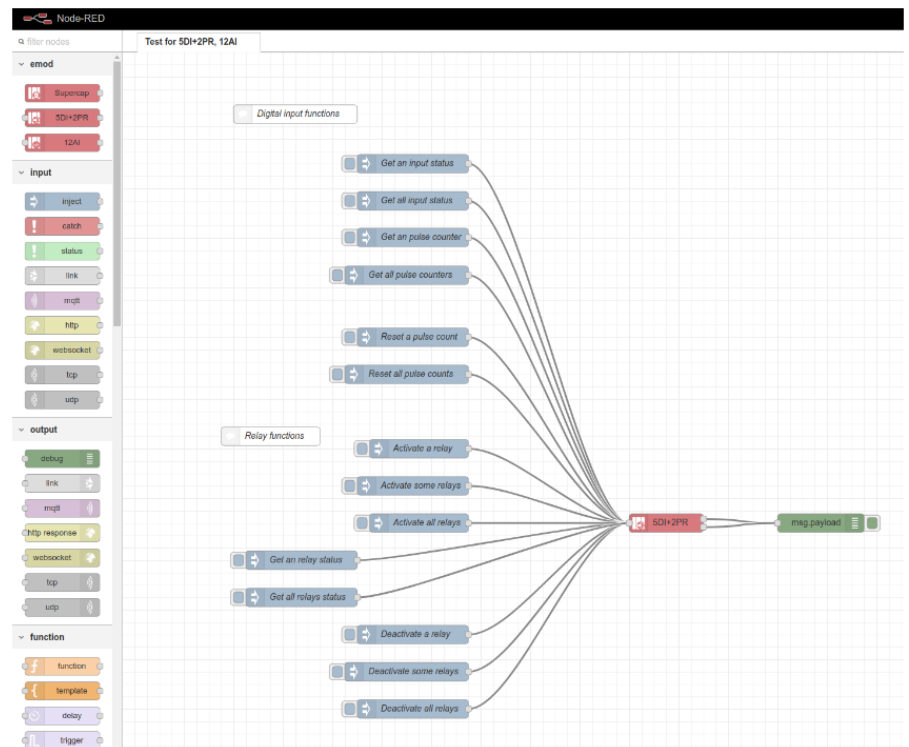 Node-RED
filter nodes
Test for 5DI+2PR, 12AI
emod
Supercap
5DI+2PR
12AI
input
inject
catch
status
link
mqtt
http
websocket
tcp
udp
output
debug
link
mqtt
http response
websocket
tcp
udp
function
function
template
delay
trigger
Digital input functions
Get an input status
Get all input status
Get an pulse counter
Get all pulse counters
Reset a pulse count
Reset all pulse counts
Relay functions
Activate a relay
Activate some relays
Activate all relays
Get an relay status
Get all relays status
Deactivate a relay
Deactivate some relays
Deactivate all relays
5DI+2PR
msg.payload